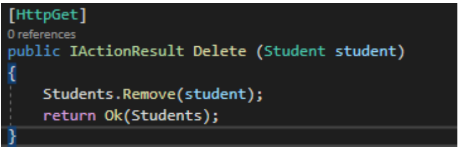 [HttpGet]
0 references
public IActionResult Delete (Student student)
{
Students.Remove(student);
return Ok(Students);
}